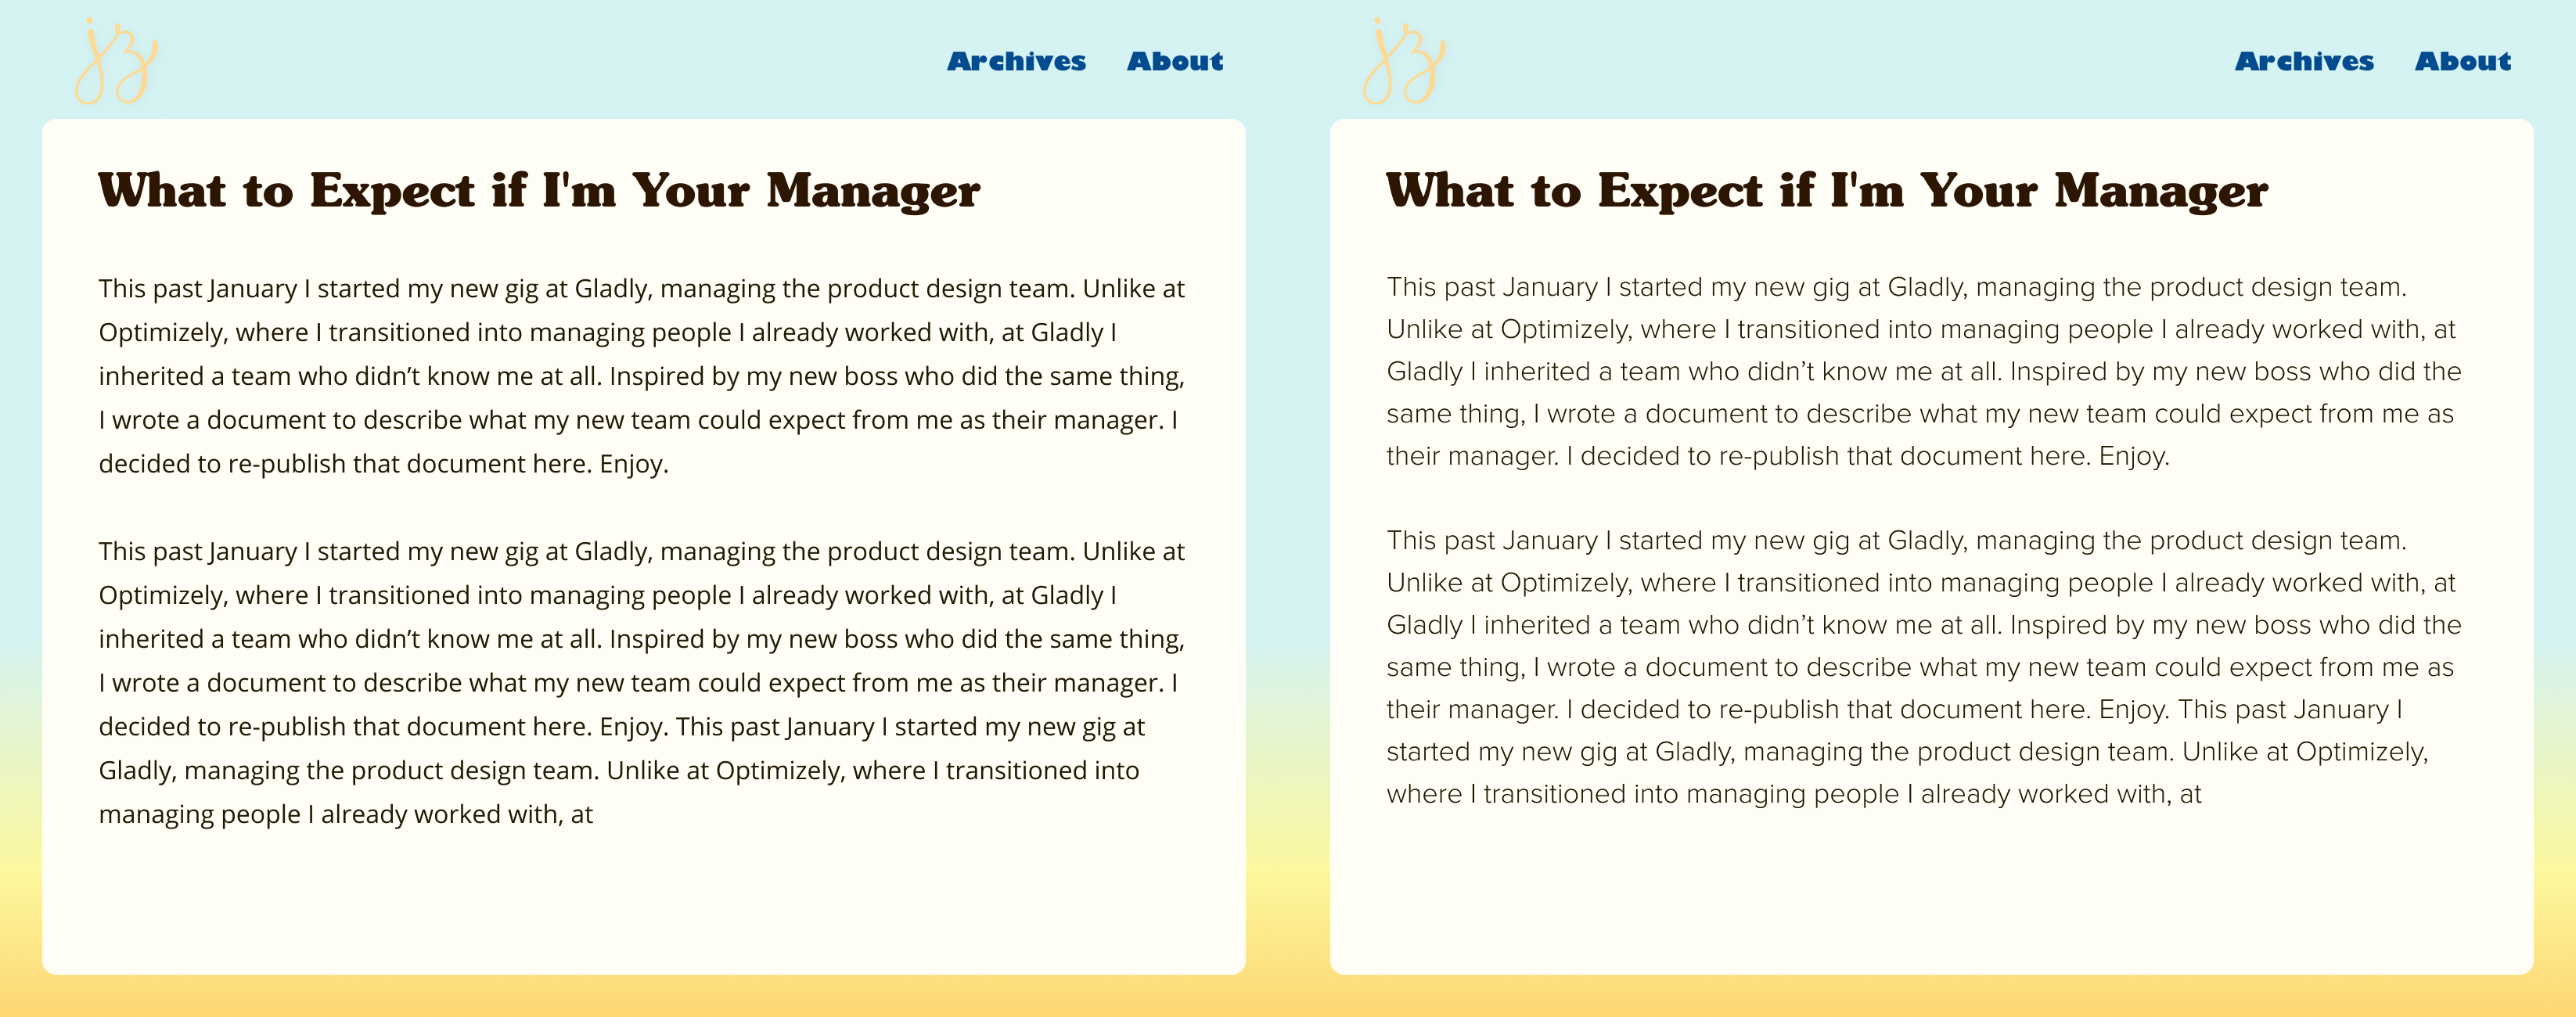 jz
Archives About
What to Expect if I'm Your Manager
This past January I started my new gig at Gladly, managing the product design team. Unlike at
Optimizely, where I transitioned into managing people I already worked with, at Gladly I
inherited a team who didn’t know me at all. Inspired by my new boss who did the same thing,
I wrote a document to describe what my new team could expect from me as their manager. I
decided to re-publish that document here. Enjoy.
This past January I started my new gig at Gladly, managing the product design team. Unlike at
Optimizely, where I transitioned into managing people I already worked with, at Gladly I
inherited a team who didn’t know me at all. Inspired by my new boss who did the same thing,
I wrote a document to describe what my new team could expect from me as their manager. I
decided to re-publish that document here. Enjoy. This past January I started my new gig at
Gladly, managing the product design team. Unlike at Optimizely, where I transitioned into
managing people I already worked with, at
jz
Archives About
What to Expect if I'm Your Manager
This past January I started my new gig at Gladly, managing the product design team.
Unlike at Optimizely, where I transitioned into managing people I already worked with, at
Gladly I inherited a team who didn’t know me at all. Inspired by my new boss who did the
same thing, I wrote a document to describe what my new team could expect from me as
their manager. I decided to re-publish that document here. Enjoy.
This past January I started my new gig at Gladly, managing the product design team.
Unlike at Optimizely, where I transitioned into managing people I already worked with, at
Gladly I inherited a team who didn’t know me at all. Inspired by my new boss who did the
same thing, I wrote a document to describe what my new team could expect from me as
their manager. I decided to re-publish that document here. Enjoy. This past January I
started my new gig at Gladly, managing the product design team. Unlike at Optimizely,
where I transitioned into managing people I already worked with, at